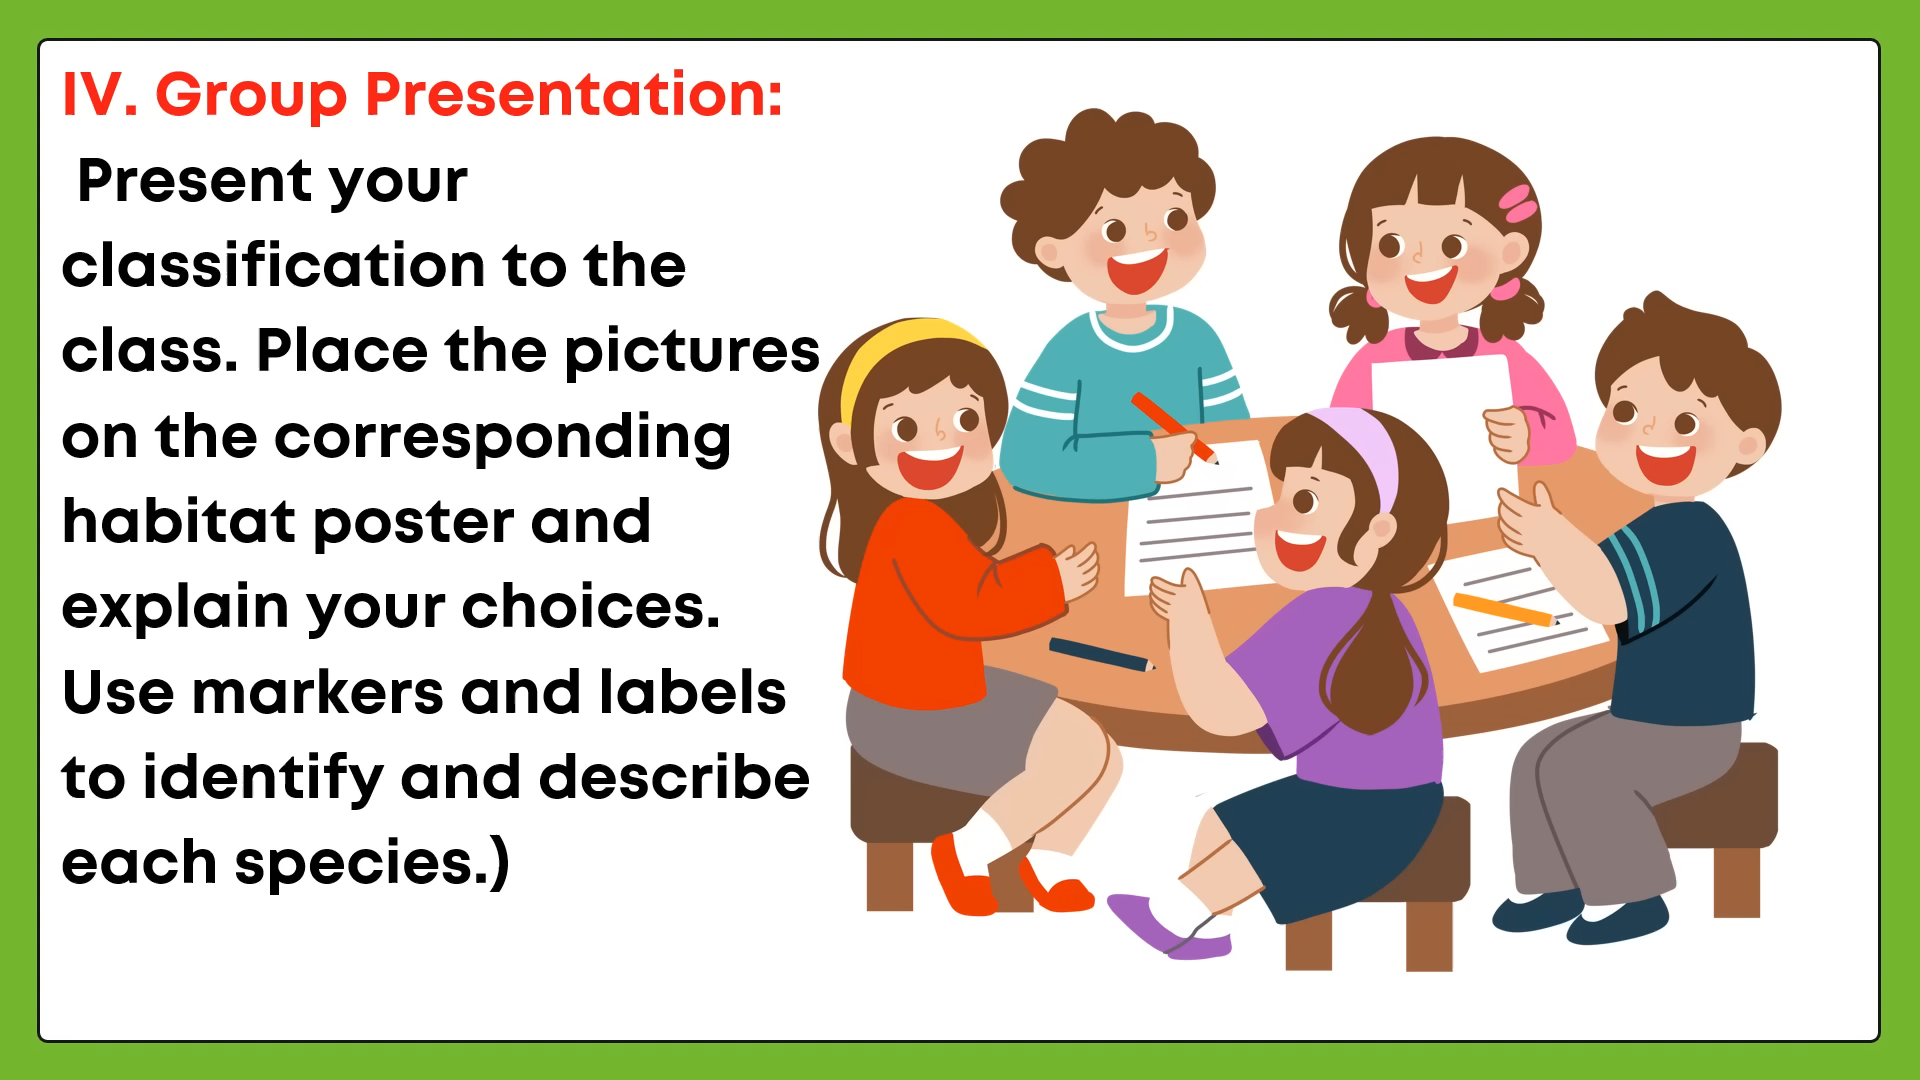 IV. Group Presentation:
Present your
classification to the
class. Place the pictures
on the corresponding
habitat poster and
explain your choices.
Use markers and labels
to identify and describe
each species.)